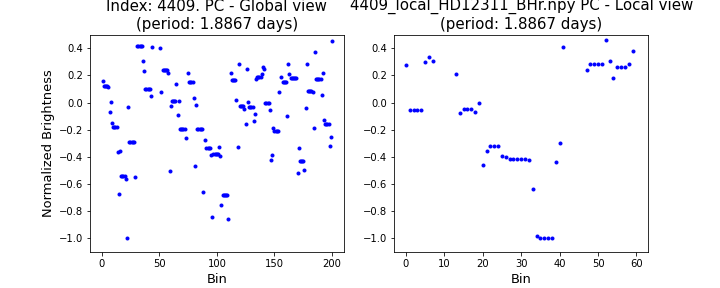 Index: 4409. PC - Global view
(period: 1.8867 days)
4409_local_HD12311_BHr.npy PC - Local view
(period: 1.8867 days)
Normalized Brightness
0.4
0.2
0.0
−0.2
−0.4
−0.6
−0.8
−1.0
0 50 100 150 200
Bin
0.4
0.2
0.0
−0.2
−0.4
−0.6
−0.8
−1.0
0 10 20 30 40 50 60
Bin